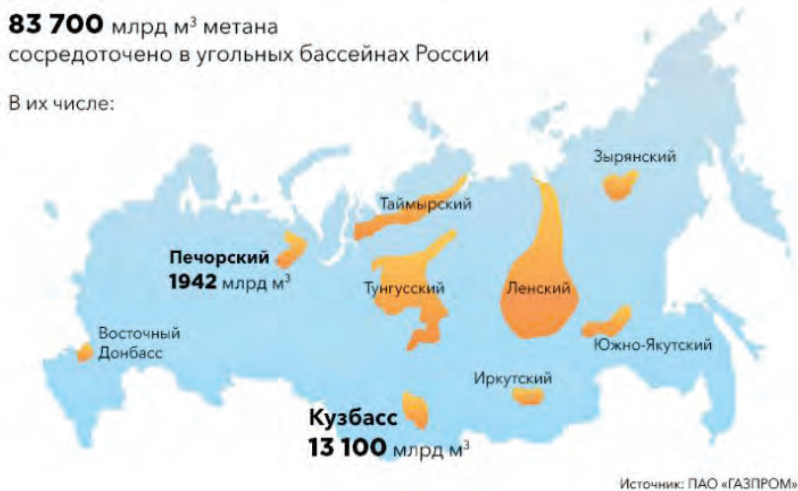 83 700 млрд м³ метана
сосредоточено в угольных бассейнах России
В их числе:
Зырянский
Таймырский
Печорский
1942 млрд м³
Тунгусский
Ленский
Восточный
Донбасс
Южно-Якутский
Иркутский
Кузбасс
13 100 млрд м³
Источник: ПАО «ГАЗПРОМ»